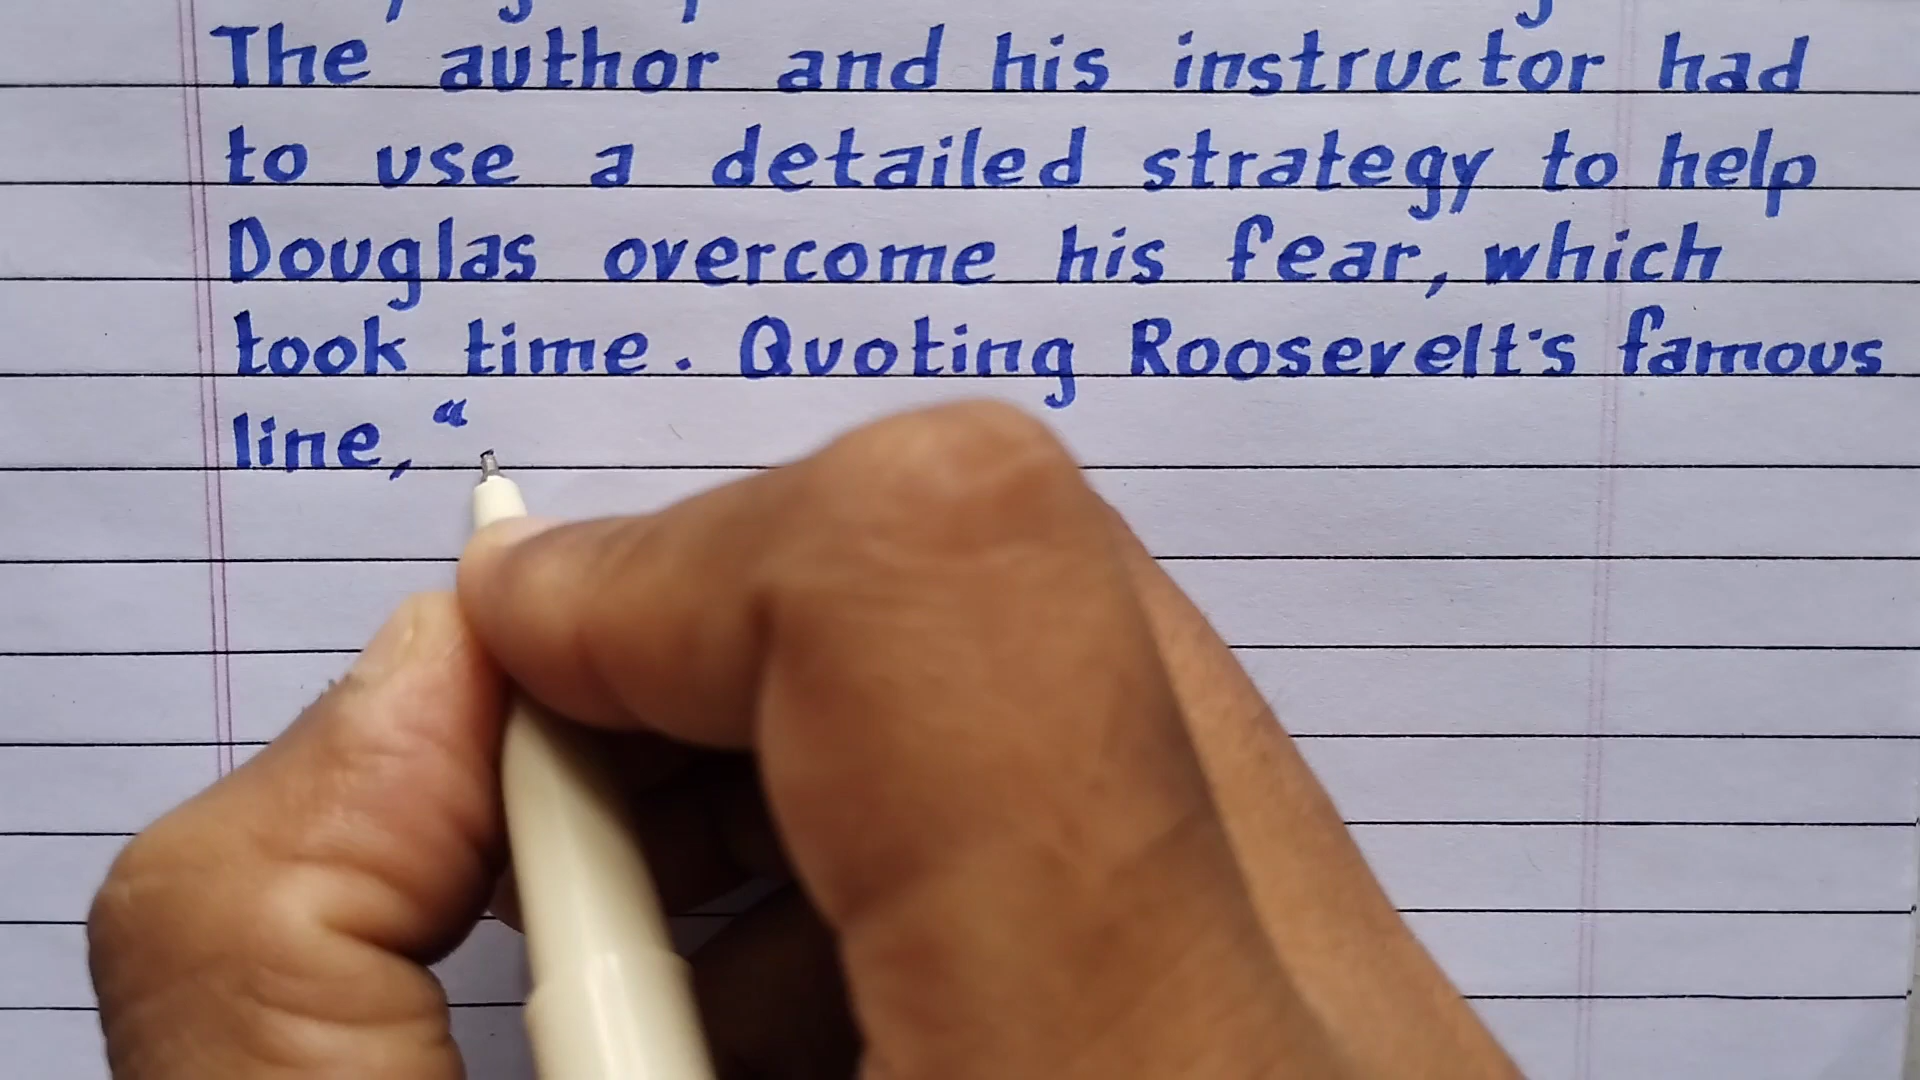 The author and his instructor had
to use a detailed strategy to help
Douglas overcome his fear, which
took time. Quoting Roosevelt's famous
line, "